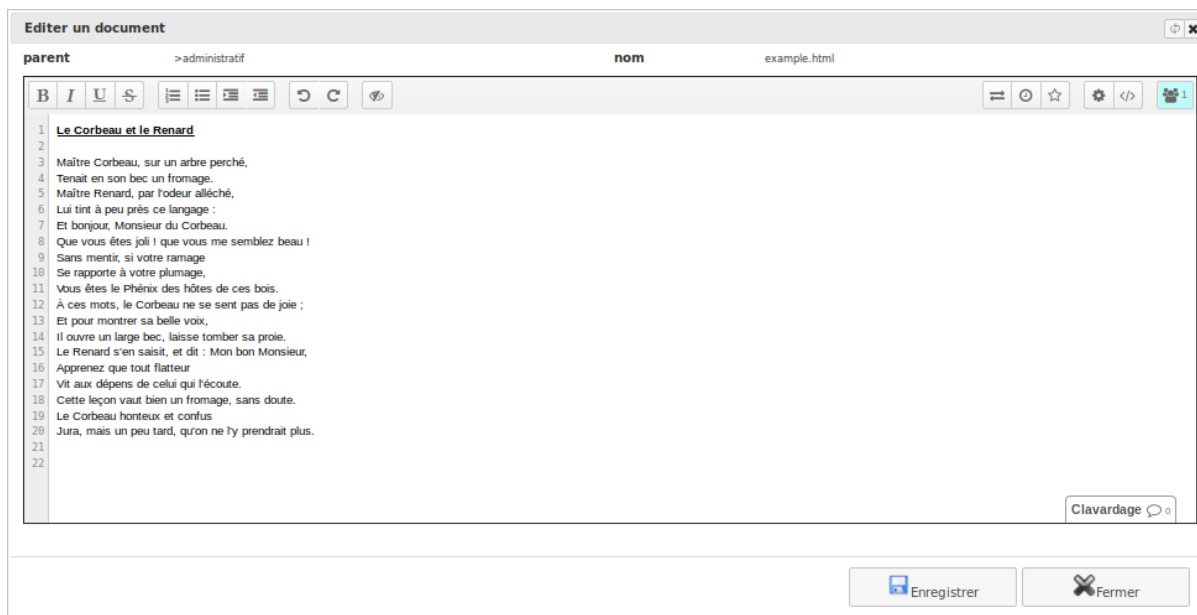 Editer un document
parent >administratif nom example.html
B I U S </> 1
1 Le Corbeau et le Renard
2
3 Maître Corbeau, sur un arbre perché,
4 Tenait en son bec un fromage.
5 Maître Renard, par l'odeur alléché,
6 Lui tint à peu près ce langage :
7 Et bonjour, Monsieur du Corbeau.
8 Que vous êtes joli ! que vous me semblez beau !
9 Sans mentir, si votre ramage
10 Se rapporte à votre plumage,
11 Vous êtes le Phénix des hôtes de ces bois.
12 À ces mots, le Corbeau ne se sent pas de joie ;
13 Et pour montrer sa belle voix,
14 Il ouvre un large bec, laisse tomber sa proie.
15 Le Renard s'en saisit, et dit : Mon bon Monsieur,
16 Apprenez que tout flatteur
17 Vit aux dépens de celui qui l'écoute.
18 Cette leçon vaut bien un fromage, sans doute.
19 Le Corbeau honteux et confus
20 Jura, mais un peu tard, qu'on ne l'y prendrait plus.
21
22
Clavardage 0
Enregistrer Fermer